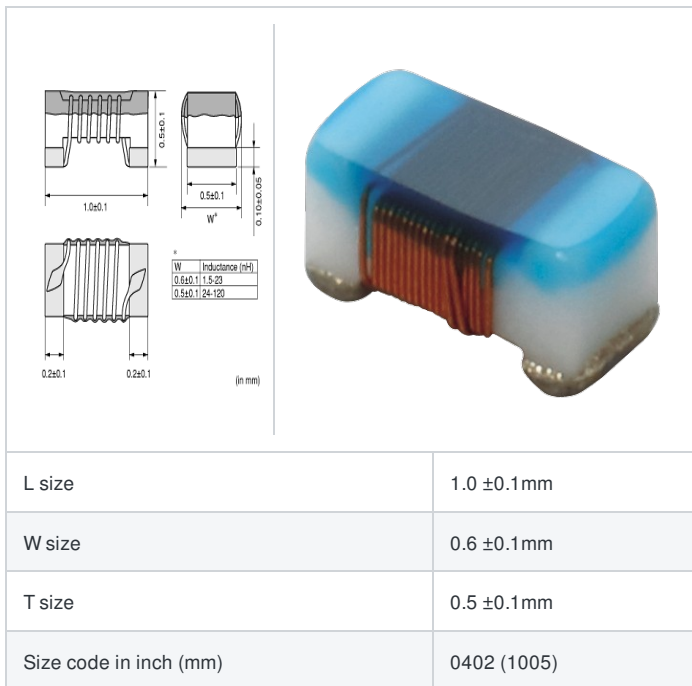 0.5±0.1
1.0±0.1
0.5±0.1
W*
0.10±0.05
*
W Inductance (nH)
0.6±0.1 1.5-23
0.5±0.1 24-120
0.2±0.1 0.2±0.1
(in mm)
L size 1.0 ±0.1mm
W size 0.6 ±0.1mm
T size 0.5 ±0.1mm
Size code in inch (mm) 0402 (1005)